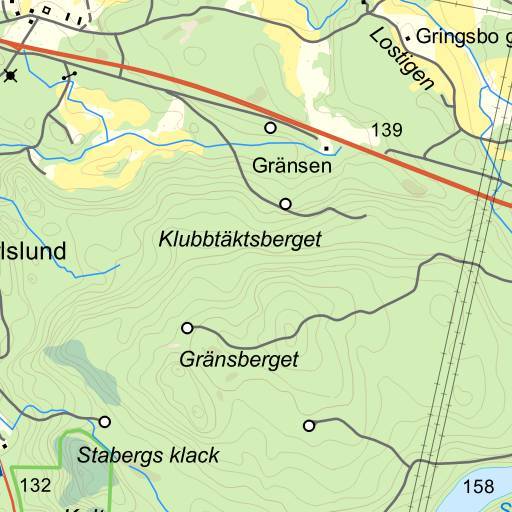 Gringsbo g
Lostigen
139
Gränsen
Klubbtäktsberget
lslund
Gränsberget
Stabergs klack
132
158